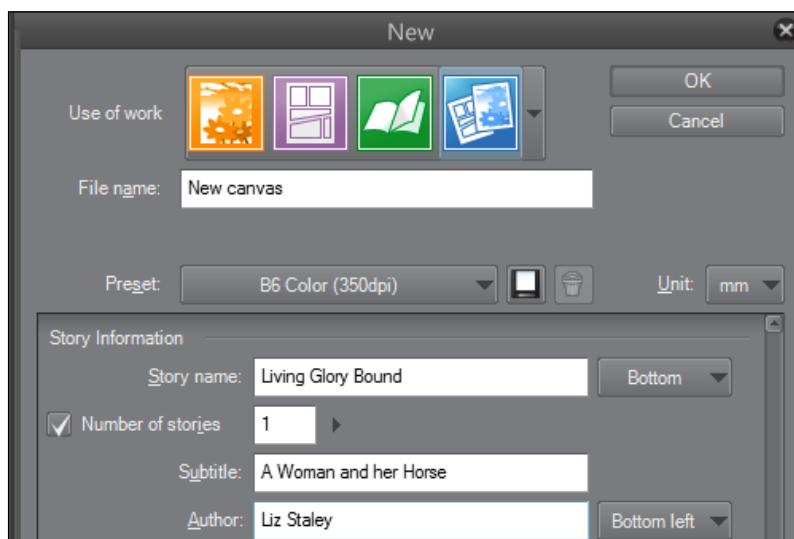 New
Use of work
OK
Cancel
File name: New canvas
Preset: B6 Color (350dpi) Unit: mm
Story Information
Story name: Living Glory Bound Bottom
Number of stories 1
Subtitle: A Woman and her Horse
Author: Liz Staley Bottom left